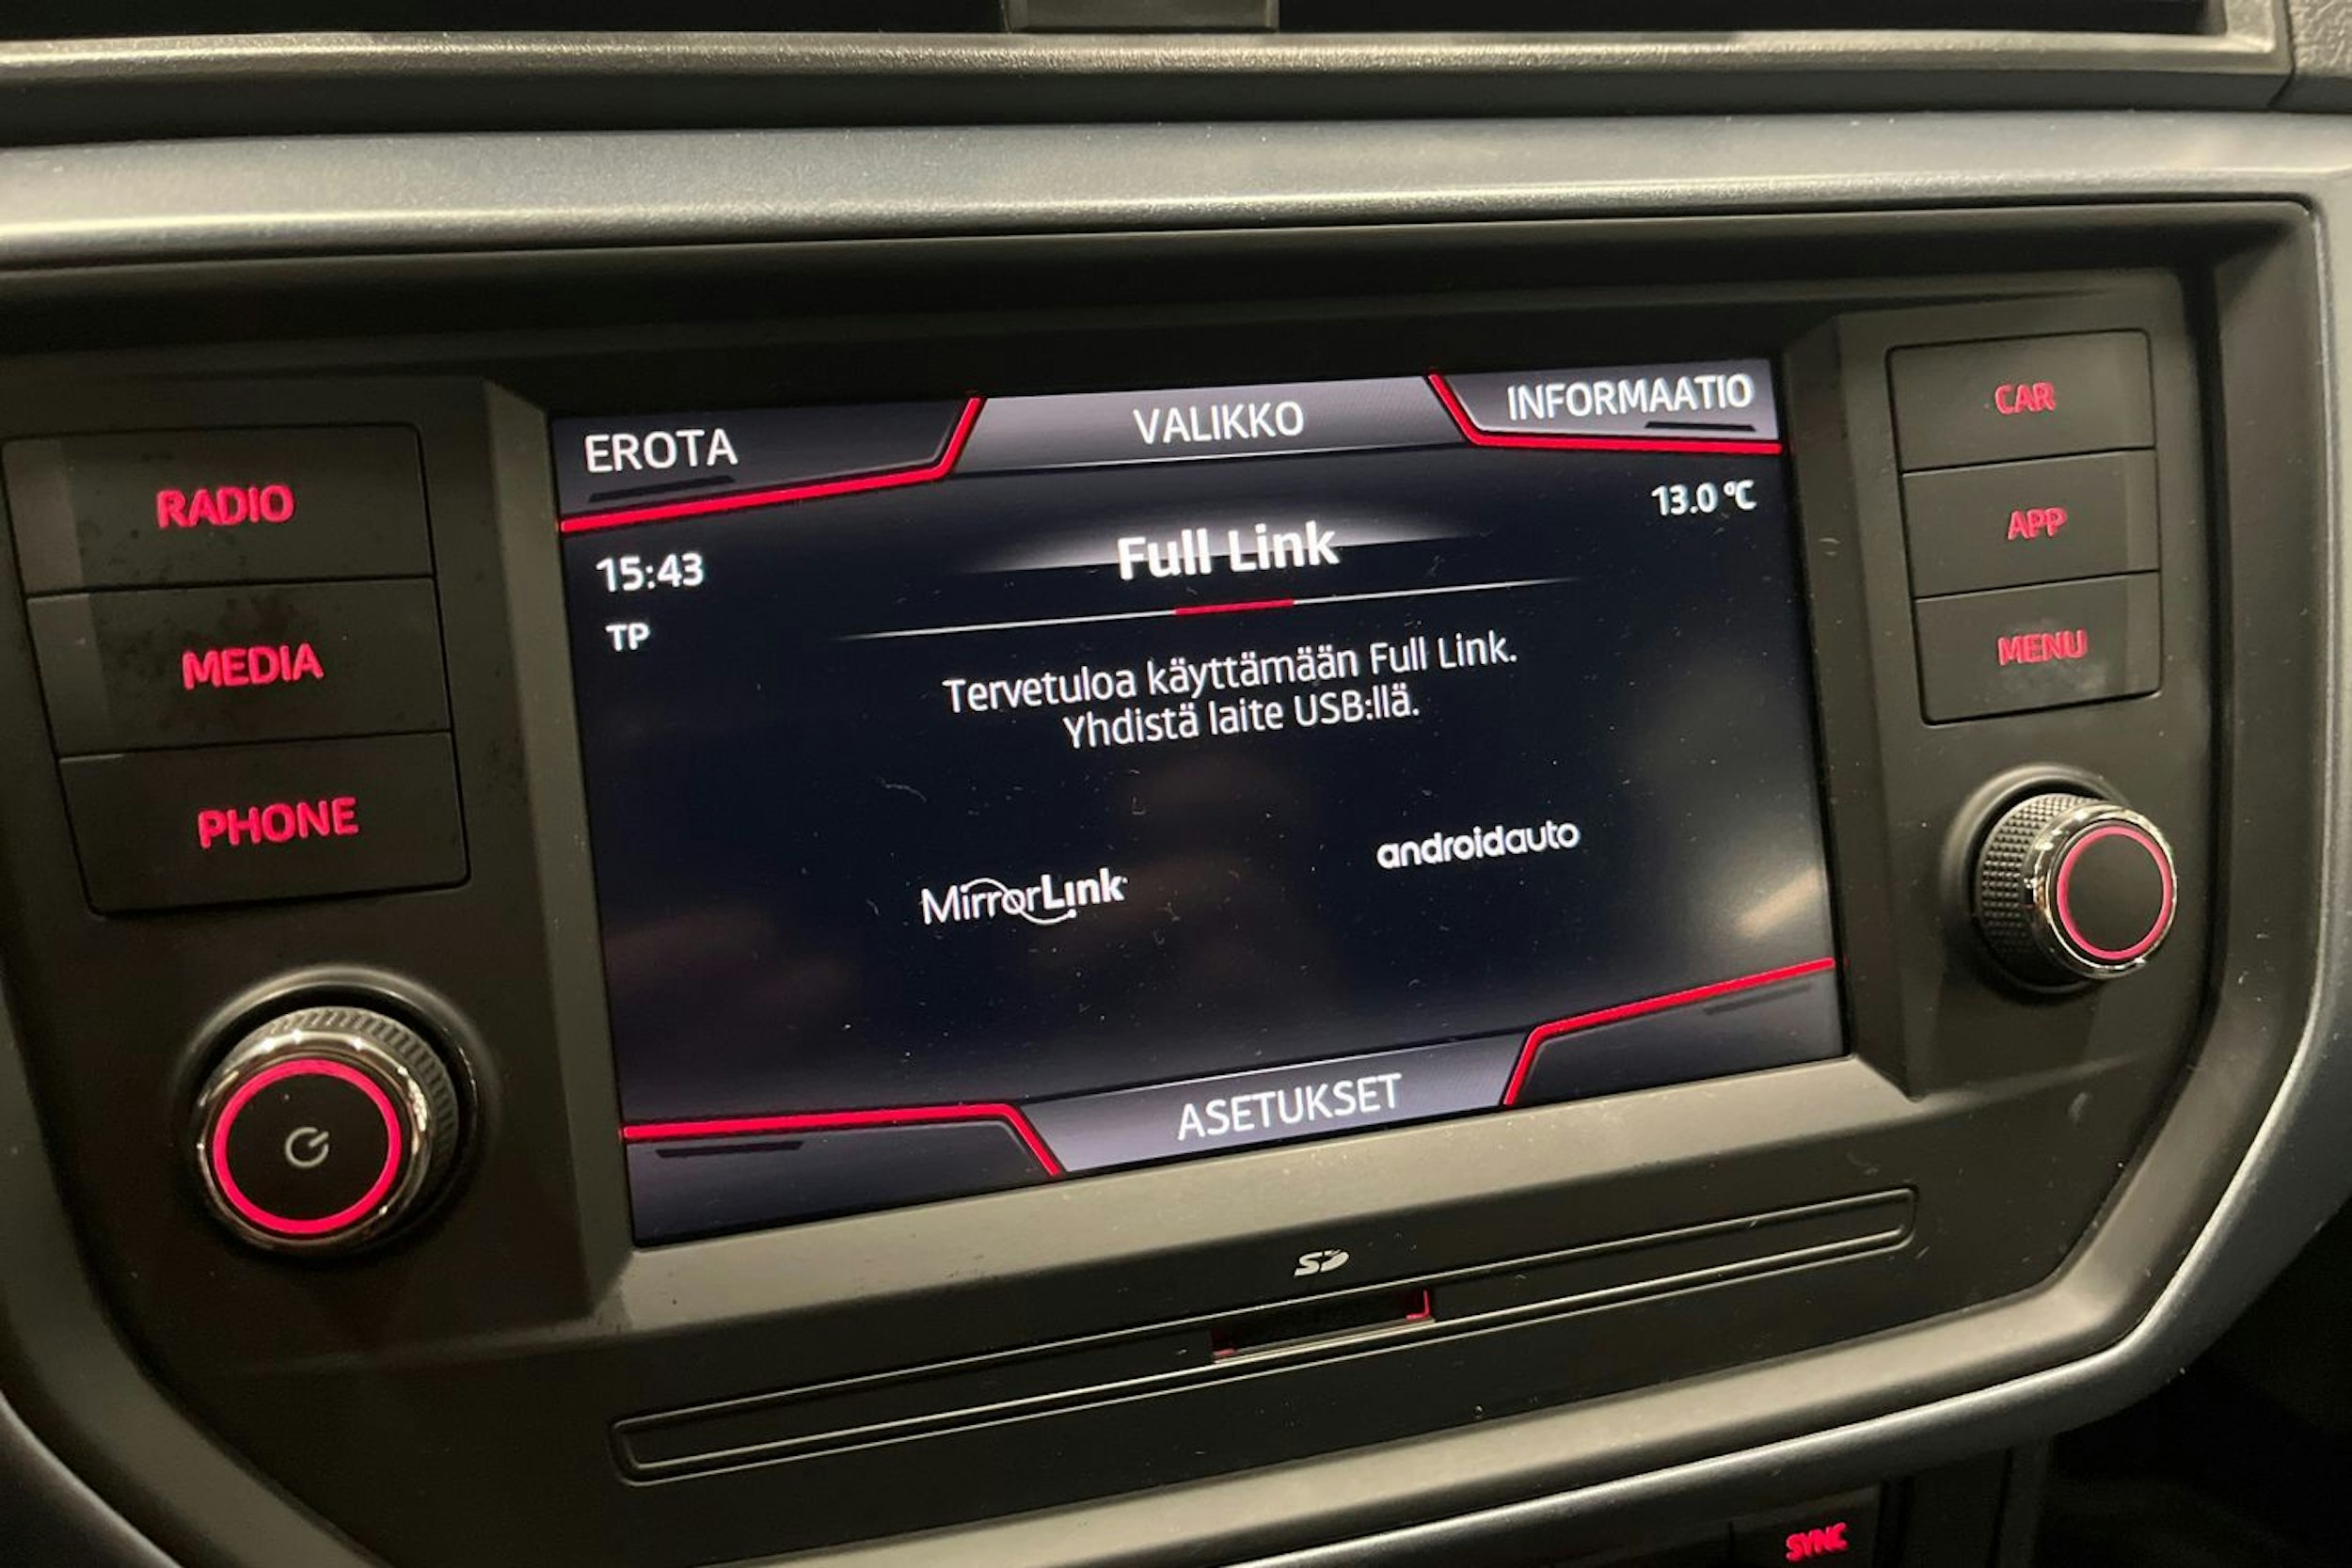 EROTA
VALIKKO
INFORMAATIO
15:43
13.0 °C
TP
Full Link
Tervetuloa käyttämään Full Link.
Yhdistä laite USB:llä.
MirrorLink
androidauto
ASETUKSET
RADIO
MEDIA
PHONE
CAR
APP
MENU
SD
SYNC